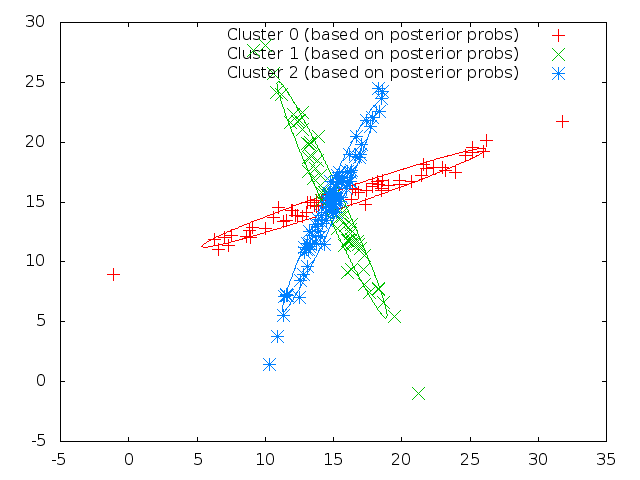 30
25
20
15
10
5
0
-5
-5 0 5 10 15 20 25 30 35
Cluster 0 (based on posterior probs)
Cluster 1 (based on posterior probs)
Cluster 2 (based on posterior probs)